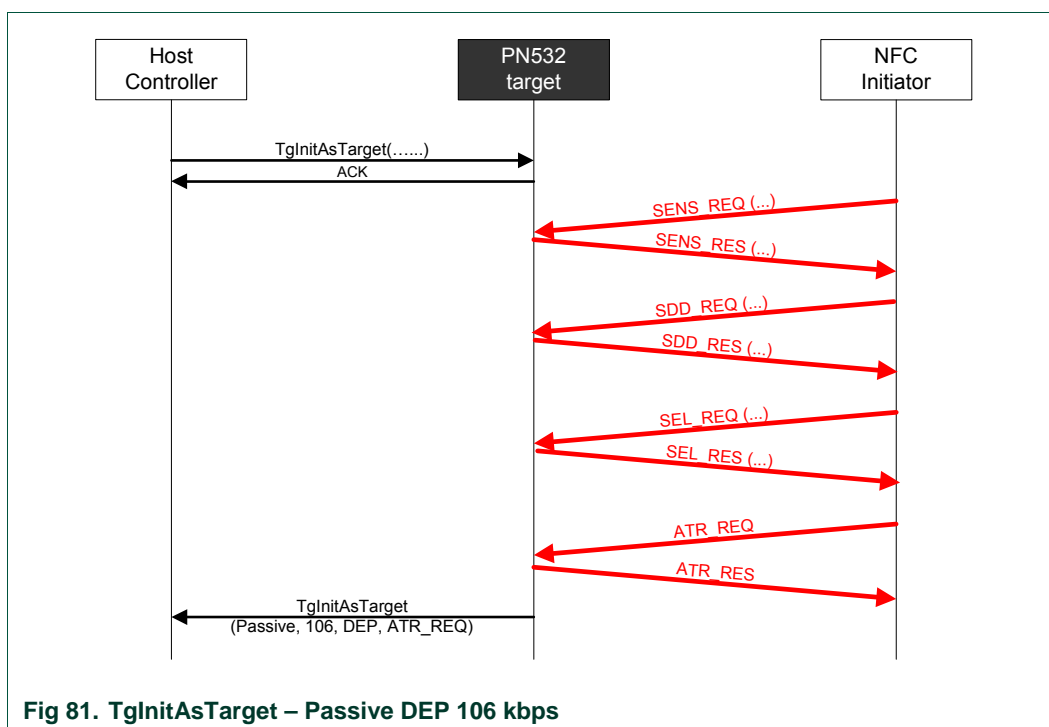 Host
Controller
PN532
target
NFC
Initiator
TgInitAsTarget(…...)
ACK
SENS_REQ (...)
SENS_RES (...)
SDD_REQ (...)
SDD_RES (...)
SEL_REQ (...)
SEL_RES (...)
ATR_REQ
ATR_RES
TgInitAsTarget
(Passive, 106, DEP, ATR_REQ)
Fig 81. TgInitAsTarget – Passive DEP 106 kbps